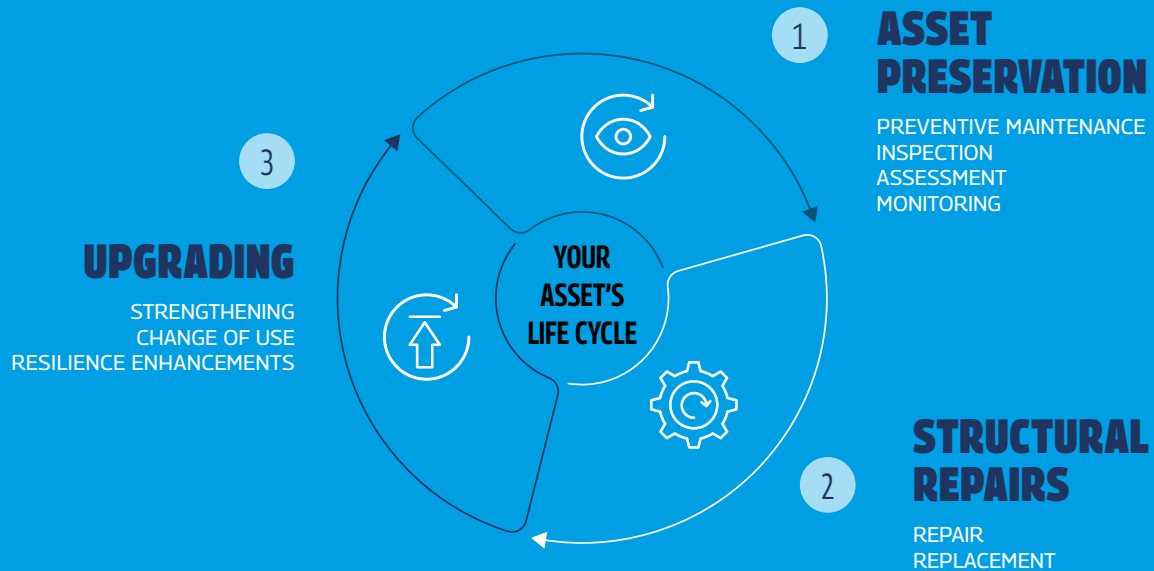 1
ASSET
PRESERVATION
PREVENTIVE MAINTENANCE
INSPECTION
ASSESSMENT
MONITORING
3
UPGRADING
STRENGTHENING
CHANGE OF USE
RESILIENCE ENHANCEMENTS
YOUR
ASSET'S
LIFE CYCLE
2
STRUCTURAL
REPAIRS
REPAIR
REPLACEMENT